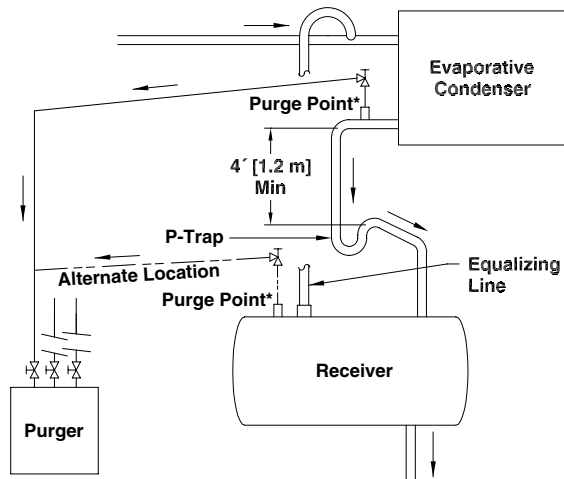 Evaporative
Condenser
Purge Point*
4´ [1.2 m]
Min
P-Trap
Alternate Location
Purge Point*
Equalizing
Line
Receiver
Purger